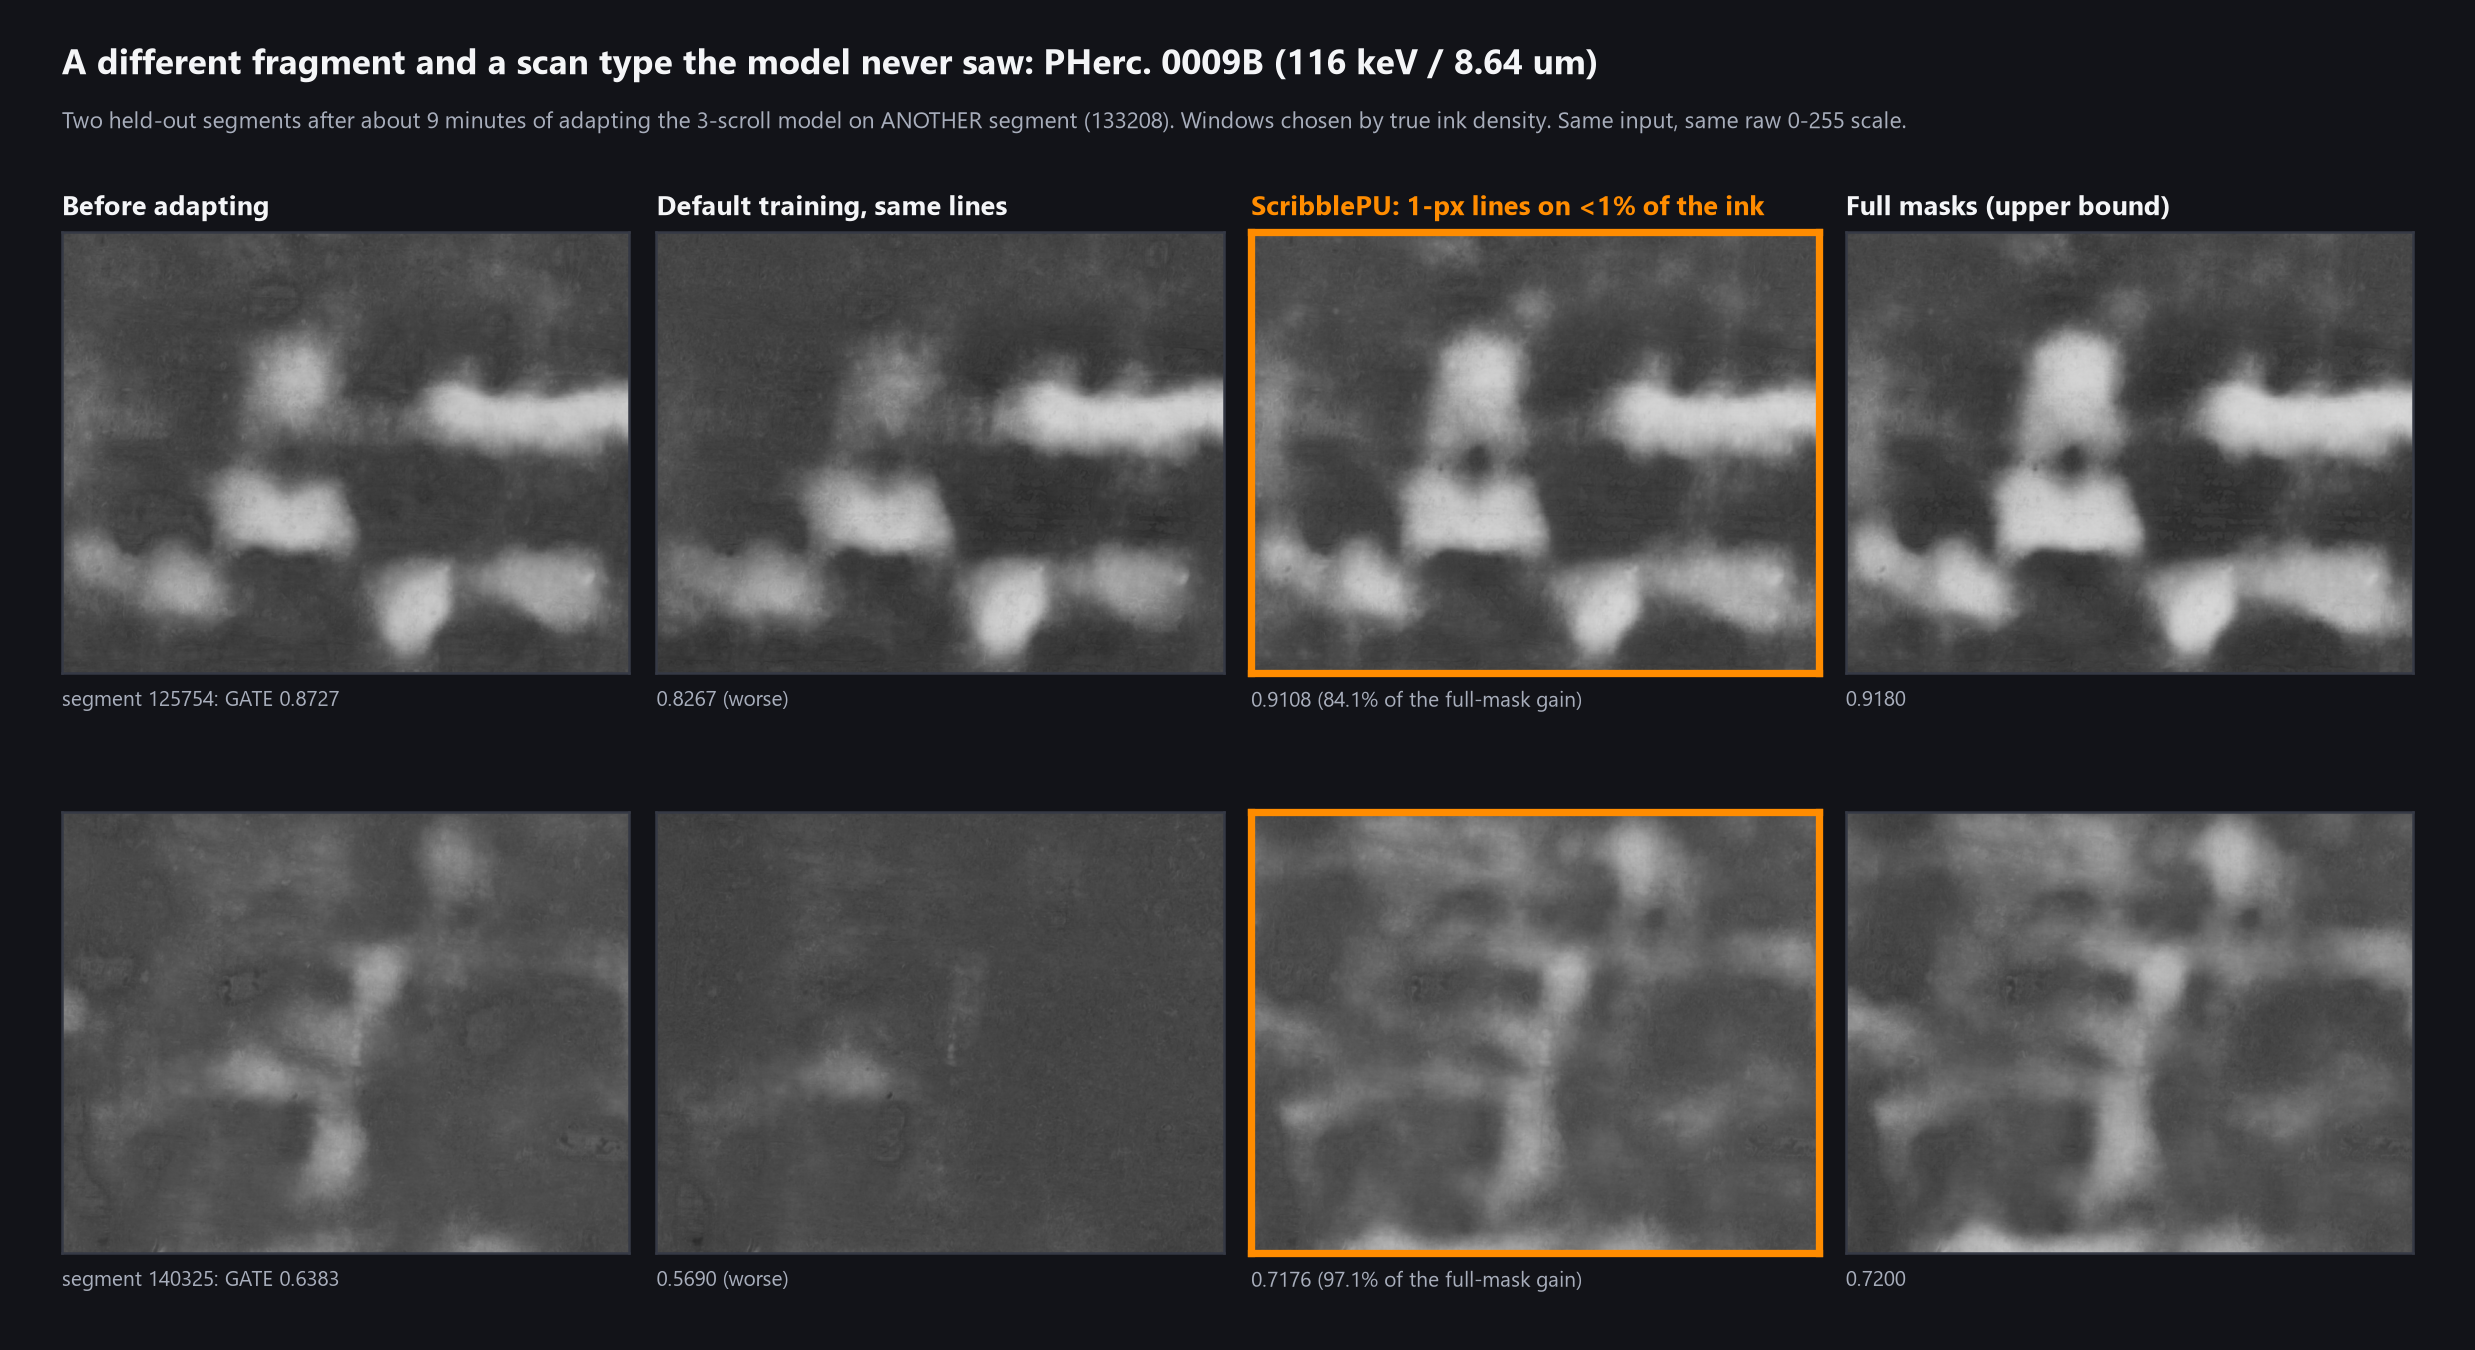 A different fragment and a scan type the model never saw: PHerc. 0009B (116 keV / 8.64 um)
Two held-out segments after about 9 minutes of adapting the 3-scroll model on ANOTHER segment (133208). Windows chosen by true ink density. Same input, same raw 0-255 scale.
Before adapting
Default training, same lines
ScribblePU: 1-px lines on <1% of the ink
Full masks (upper bound)
segment 125754: GATE 0.8727
0.8267 (worse)
0.9108 (84.1% of the full-mask gain)
0.9180
segment 140325: GATE 0.6383
0.5690 (worse)
0.7176 (97.1% of the full-mask gain)
0.7200